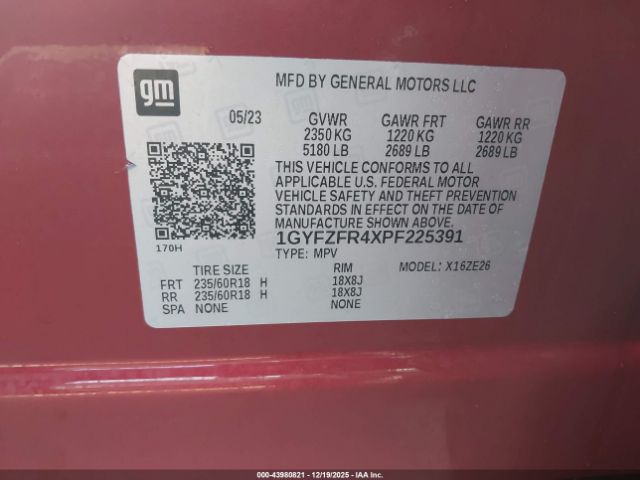 gm
MFD BY GENERAL MOTORS LLC
05/23 GVWR GAWR FRT GAWR RR
2350 KG 1220 KG 1220 KG
5180 LB 2689 LB 2689 LB
THIS VEHICLE CONFORMS TO ALL
APPLICABLE U.S. FEDERAL MOTOR
VEHICLE SAFETY AND THEFT PREVENTION
STANDARDS IN EFFECT ON THE DATE OF
MANUFACTURE SHOWN ABOVE.
1GYFZFR4XPF225391
170H
TYPE: MPV MODEL: X16ZE26
TIRE SIZE RIM
FRT 235/60R18 H 18X8J
RR 235/60R18 H 18X8J
SPA NONE NONE
000-43980821 - 12/19/2025 - IAAI.COM